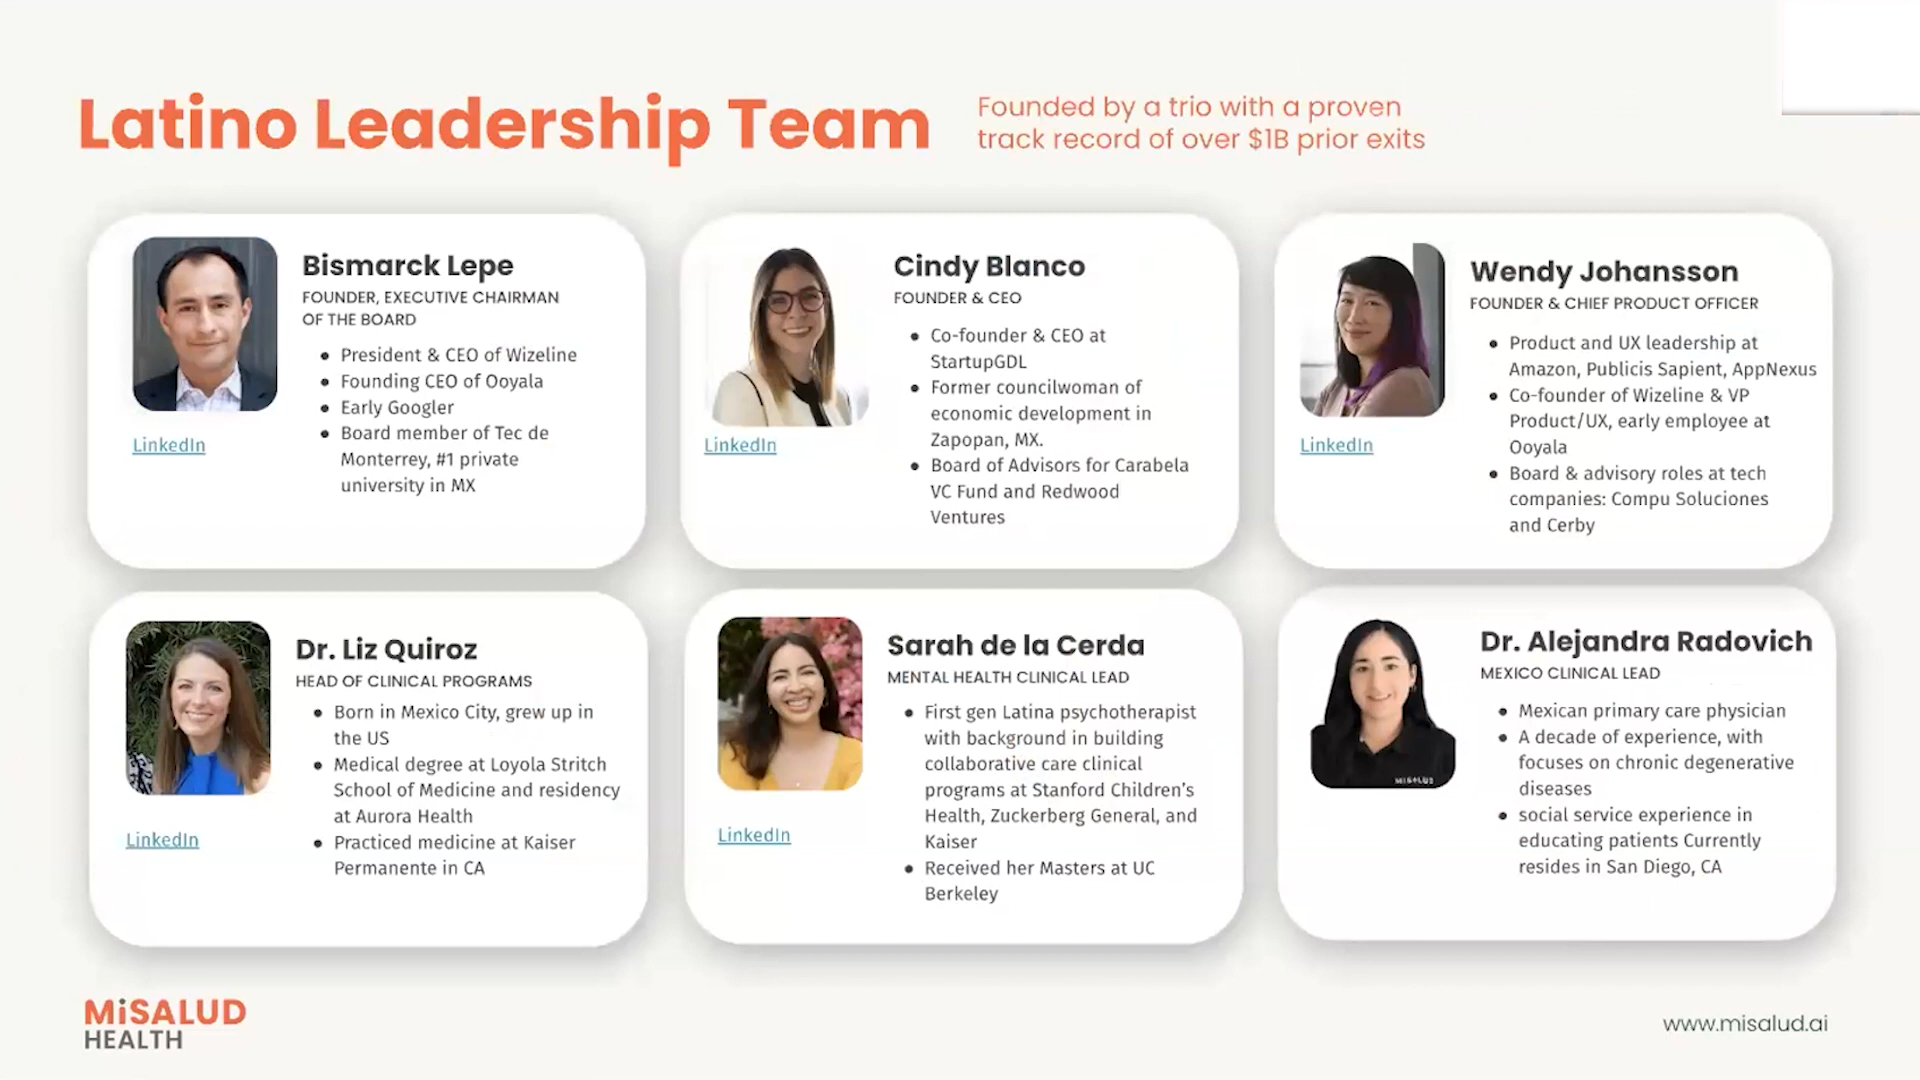 Latino Leadership Team
Founded by a trio with a proven
track record of over $1B prior exits
Bismarck Lepe
FOUNDER, EXECUTIVE CHAIRMAN
OF THE BOARD
● President & CEO of Wizeline
● Founding CEO of Ooyala
● Early Googler
● Board member of Tec de
Monterrey, #1 private
university in MX
LinkedIn
Cindy Blanco
FOUNDER & CEO
● Co-founder & CEO at
StartupGDL
● Former councilwoman of
economic development in
Zapopan, MX.
● Board of Advisors for Carabela
VC Fund and Redwood
Ventures
LinkedIn
Wendy Johansson
FOUNDER & CHIEF PRODUCT OFFICER
● Product and UX leadership at
Amazon, Publicis Sapient, AppNexus
● Co-founder of Wizeline & VP
Product/UX, early employee at
Ooyala
● Board & advisory roles at tech
companies: Compu Soluciones
and Cerby
LinkedIn
Dr. Liz Quiroz
HEAD OF CLINICAL PROGRAMS
● Born in Mexico City, grew up in
the US
● Medical degree at Loyola Stritch
School of Medicine and residency
at Aurora Health
● Practiced medicine at Kaiser
Permanente in CA
LinkedIn
Sarah de la Cerda
MENTAL HEALTH CLINICAL LEAD
● First gen Latina psychotherapist
with background in building
collaborative care clinical
programs at Stanford Children's
Health, Zuckerberg General, and
Kaiser
● Received her Masters at UC
Berkeley
LinkedIn
Dr. Alejandra Radovich
MEXICO CLINICAL LEAD
● Mexican primary care physician
● A decade of experience, with
focuses on chronic degenerative
diseases
● social service experience in
educating patients Currently
resides in San Diego, CA
MiSALUD
MiSALUD
HEALTH
www.misalud.ai